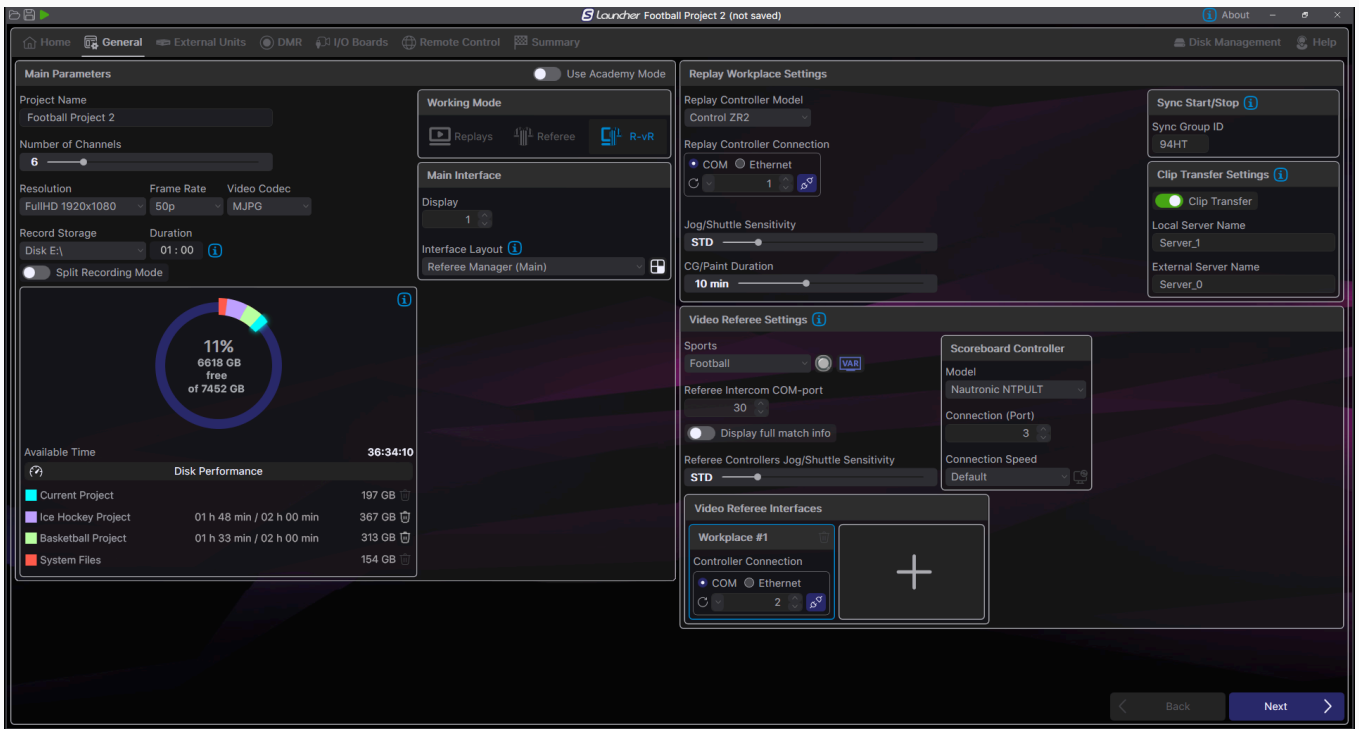 S Launcher Football Project 2 (not saved)
About
Home
General
External Units
DMR
I/O Boards
Remote Control
Summary
Disk Management
Help
Main Parameters
Use Academy Mode
Project Name
Football Project 2
Number of Channels
6
Resolution
Frame Rate
Video Codec
FullHD 1920x1080
50p
MJPG
Record Storage
Duration
Disk E:\
01 : 00
Split Recording Mode
Working Mode
Replays
Referee
R-vR
Main Interface
Display
1
Interface Layout
Referee Manager (Main)
11%
6618 GB
free
of 7452 GB
Available Time
36:34:10
Disk Performance
Current Project
197 GB
Ice Hockey Project
01 h 48 min / 02 h 00 min
367 GB
Basketball Project
01 h 33 min / 02 h 00 min
313 GB
System Files
154 GB
Replay Workplace Settings
Replay Controller Model
Control ZR2
Replay Controller Connection
COM
Ethernet
1
Jog/Shuttle Sensitivity
STD
CG/Paint Duration
10 min
Sync Start/Stop
Sync Group ID
94HT
Clip Transfer Settings
Clip Transfer
Local Server Name
Server_1
External Server Name
Server_0
Video Referee Settings
Sports
Football
VAR
Referee Intercom COM-port
30
Display full match info
Referee Controllers Jog/Shuttle Sensitivity
STD
Scoreboard Controller
Model
Nautronic NTPULT
Connection (Port)
3
Connection Speed
Default
Video Referee Interfaces
Workplace #1
Controller Connection
COM
Ethernet
2
Back
Next